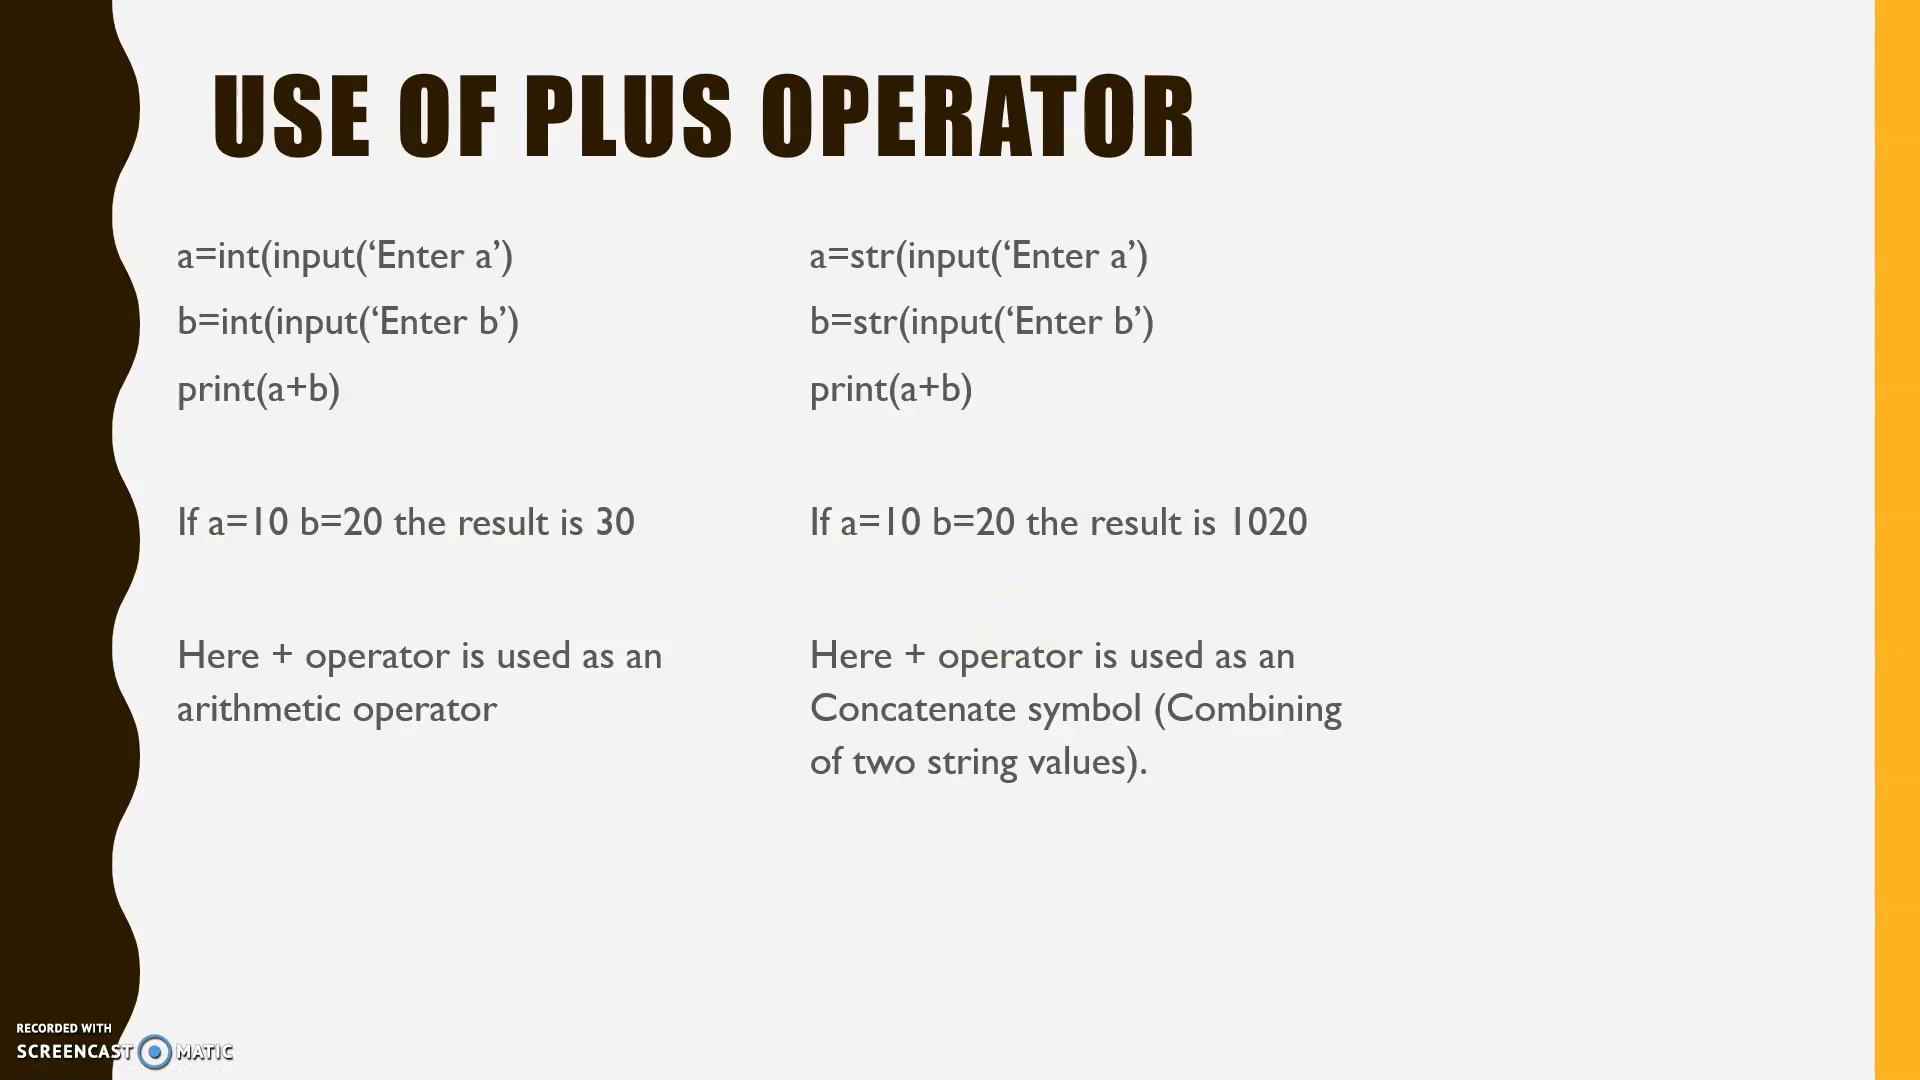 USE OF PLUS OPERATOR
a=int(input(‘Enter a’)
b=int(input(‘Enter b’)
print(a+b)
If a=10 b=20 the result is 30
Here + operator is used as an
arithmetic operator
a=str(input(‘Enter a’)
b=str(input(‘Enter b’)
print(a+b)
If a=10 b=20 the result is 1020
Here + operator is used as an
Concatenate symbol (Combining
of two string values).
RECORDED WITH
SCREENCAST MATIC